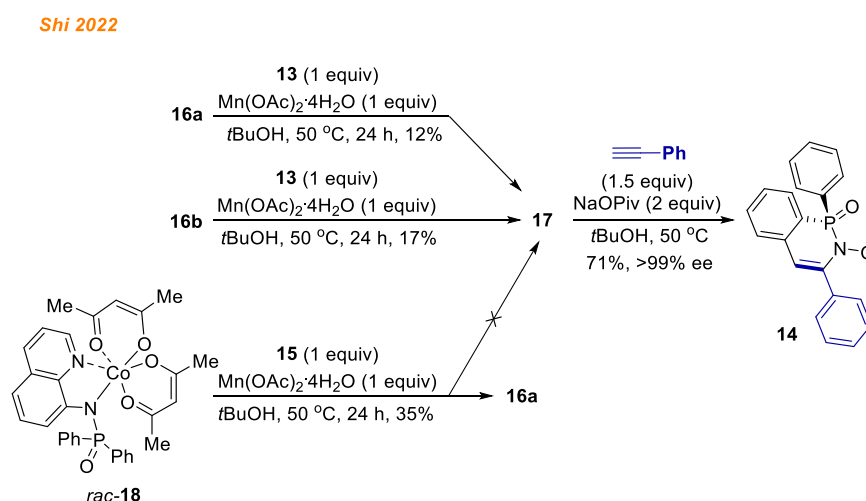 Shi 2022
13 (1 equiv)
16a
Mn(OAc)₂·4H₂O (1 equiv)
tBuOH, 50 °C, 24 h, 12%
13 (1 equiv)
16b
Mn(OAc)₂·4H₂O (1 equiv)
tBuOH, 50 °C, 24 h, 17%
17
Ph
(1.5 equiv)
NaOPiv (2 equiv)
tBuOH, 50 °C
71%, >99% ee
P
O
N
14
Me
Me
O
O
N
Co
O
O
Me
Me
N
Ph
P
Ph
O
rac-18
15 (1 equiv)
Mn(OAc)₂·4H₂O (1 equiv)
tBuOH, 50 °C, 24 h, 35%
16a